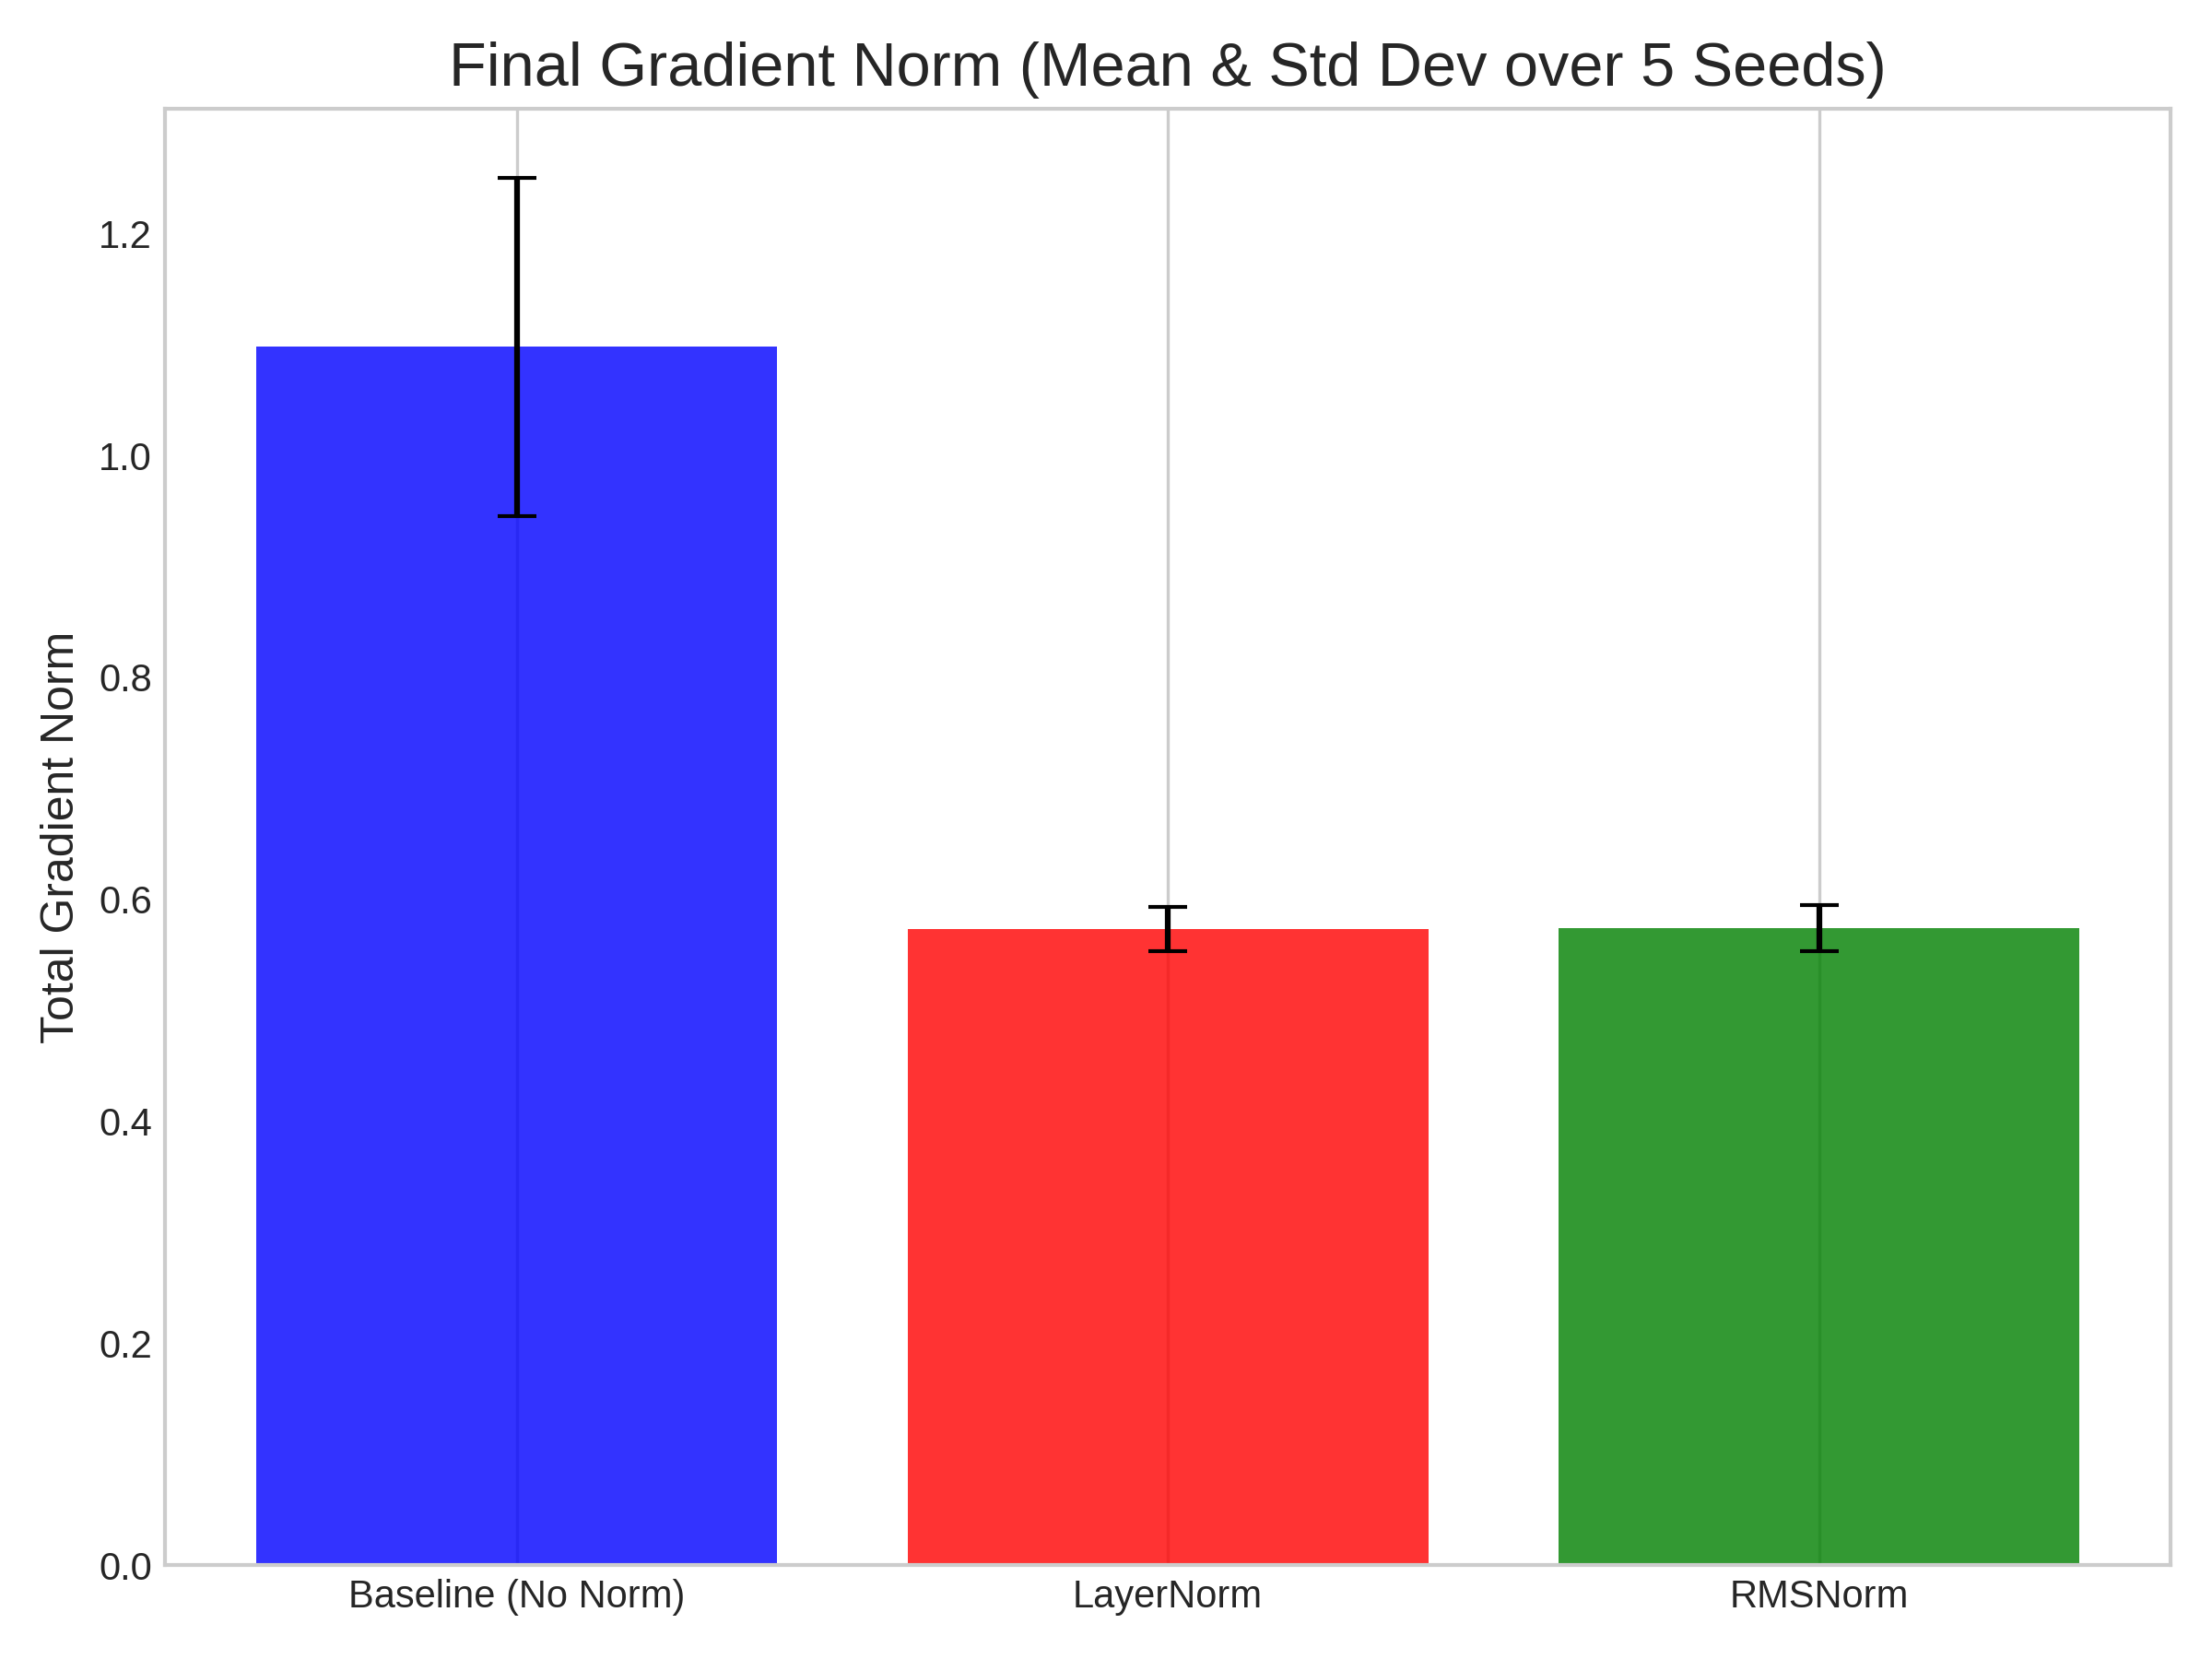 Final Gradient Norm (Mean & Std Dev over 5 Seeds)
Total Gradient Norm
1.2
1.0
0.8
0.6
0.4
0.2
0.0
Baseline (No Norm)
LayerNorm
RMSNorm